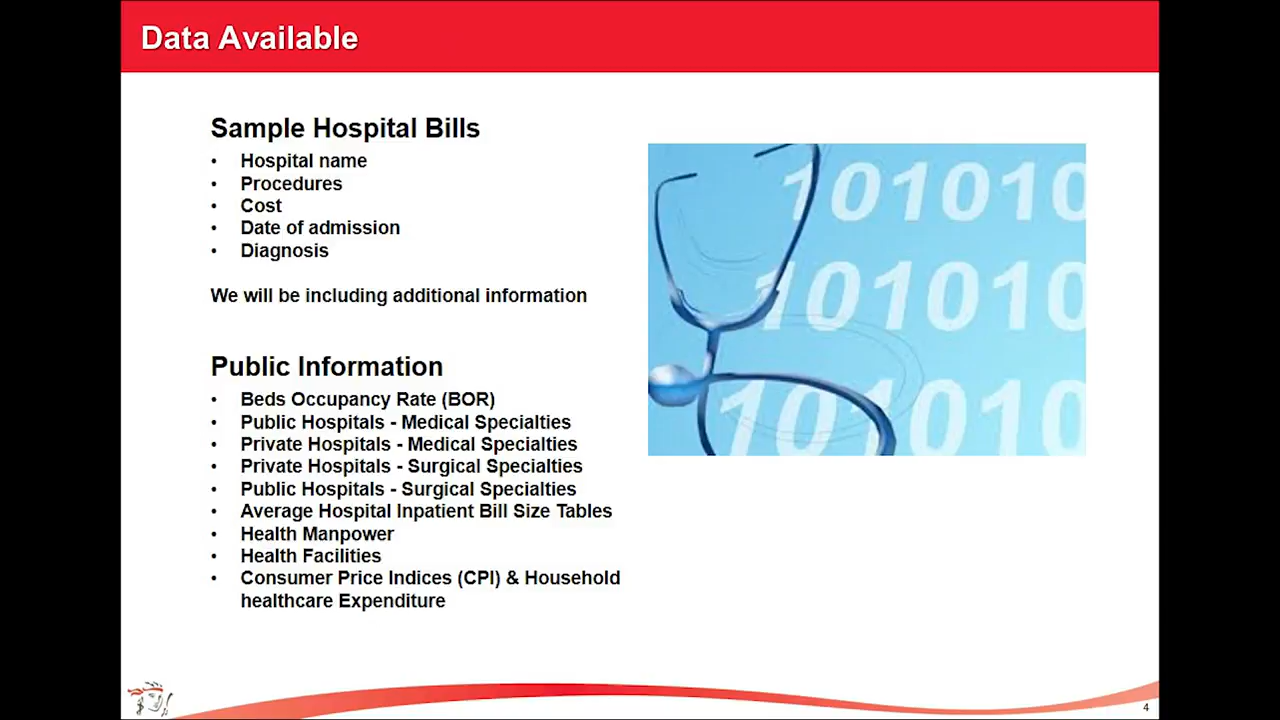 Data Available
Sample Hospital Bills
• Hospital name
• Procedures
• Cost
• Date of admission
• Diagnosis
We will be including additional information
Public Information
• Beds Occupancy Rate (BOR)
• Public Hospitals - Medical Specialties
• Private Hospitals - Medical Specialties
• Private Hospitals - Surgical Specialties
• Public Hospitals - Surgical Specialties
• Average Hospital Inpatient Bill Size Tables
• Health Manpower
• Health Facilities
• Consumer Price Indices (CPI) & Household
healthcare Expenditure
101010
101010
101010
4